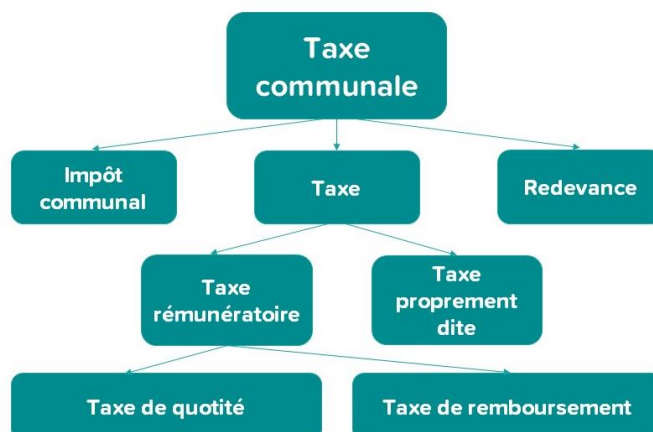 Taxe
communale
Impôt
communal
Taxe
Redevance
Taxe
rémunératoire
Taxe
proprement
dite
Taxe de quotité
Taxe de remboursement